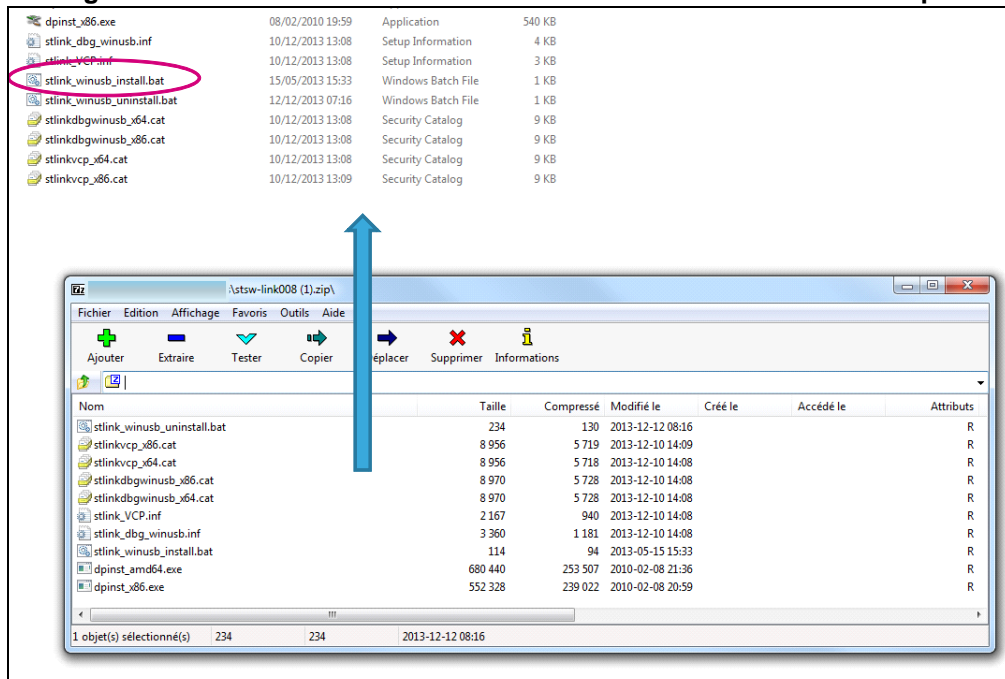 dpinst_x86.exe 08/02/2010 19:59 Application 540 KB
stlink_dbg_winusb.inf 10/12/2013 13:08 Setup Information 4 KB
stlink_VCP.inf 10/12/2013 13:08 Setup Information 3 KB
stlink_winusb_install.bat 15/05/2013 15:33 Windows Batch File 1 KB
stlink_winusb_uninstall.bat 12/12/2013 07:16 Windows Batch File 1 KB
stlinkdbgwinusb_x64.cat 10/12/2013 13:08 Security Catalog 9 KB
stlinkdbgwinusb_x86.cat 10/12/2013 13:08 Security Catalog 9 KB
stlinkvcp_x64.cat 10/12/2013 13:08 Security Catalog 9 KB
stlinkvcp_x86.cat 10/12/2013 13:09 Security Catalog 9 KB
:\stsw-link008 (1).zip\
Fichier Edition Affichage Favoris Outils Aide
Ajouter Extraire Tester Copier éplacer Supprimer Informations
Nom Taille Compressé Modifié le Créé le Accédé le Attributs
stlink_winusb_uninstall.bat 234 130 2013-12-12 08:16 R
stlinkvcp_x86.cat 8 956 5 719 2013-12-10 14:09 R
stlinkvcp_x64.cat 8 956 5 718 2013-12-10 14:08 R
stlinkdbgwinusb_x86.cat 8 970 5 728 2013-12-10 14:08 R
stlinkdbgwinusb_x64.cat 8 970 5 728 2013-12-10 14:08 R
stlink_VCP.inf 2 167 940 2013-12-10 14:08 R
stlink_dbg_winusb.inf 3 360 1 181 2013-12-10 14:08 R
stlink_winusb_install.bat 114 94 2013-05-15 15:33 R
dpinst_amd64.exe 680 440 253 507 2010-02-08 21:36 R
dpinst_x86.exe 552 328 239 022 2010-02-08 20:59 R
1 objet(s) sélectionné(s) 234 234 2013-12-12 08:16